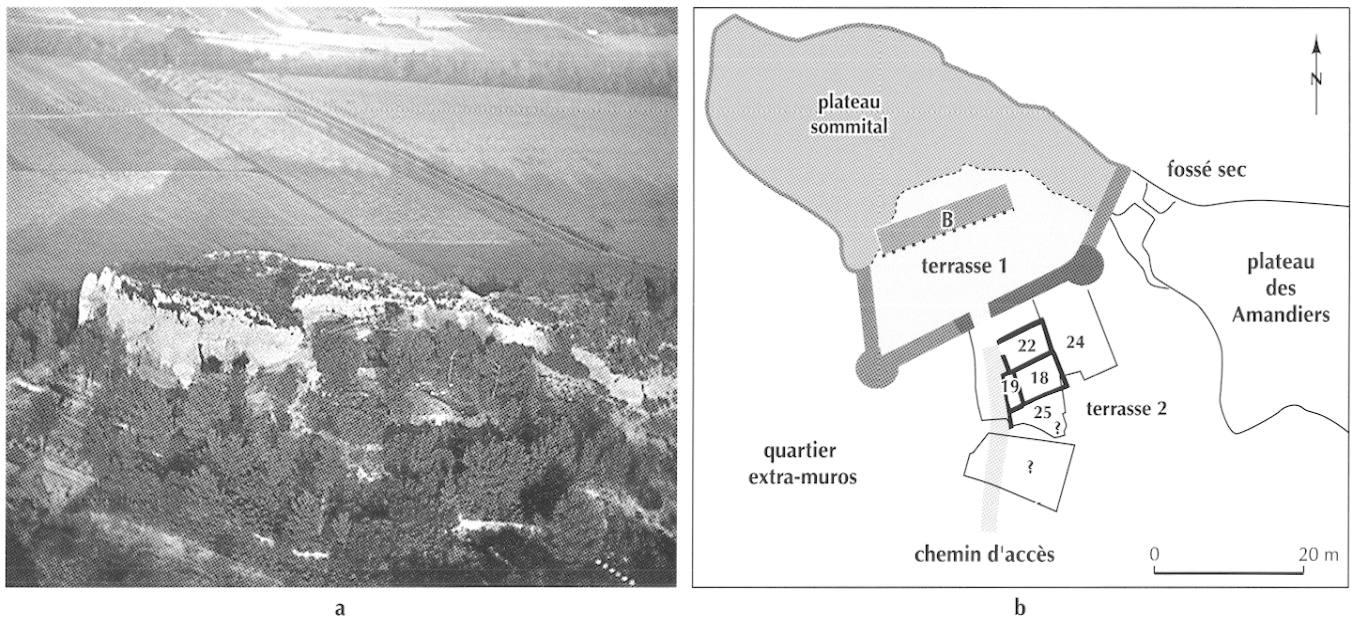 plateau
sommital
N
fossé sec
B
terrasse 1
plateau
des
Amandiers
22
24
19
18
25
?
terrasse 2
quartier
extra-muros
?
chemin d'accès
0
20 m
a
b